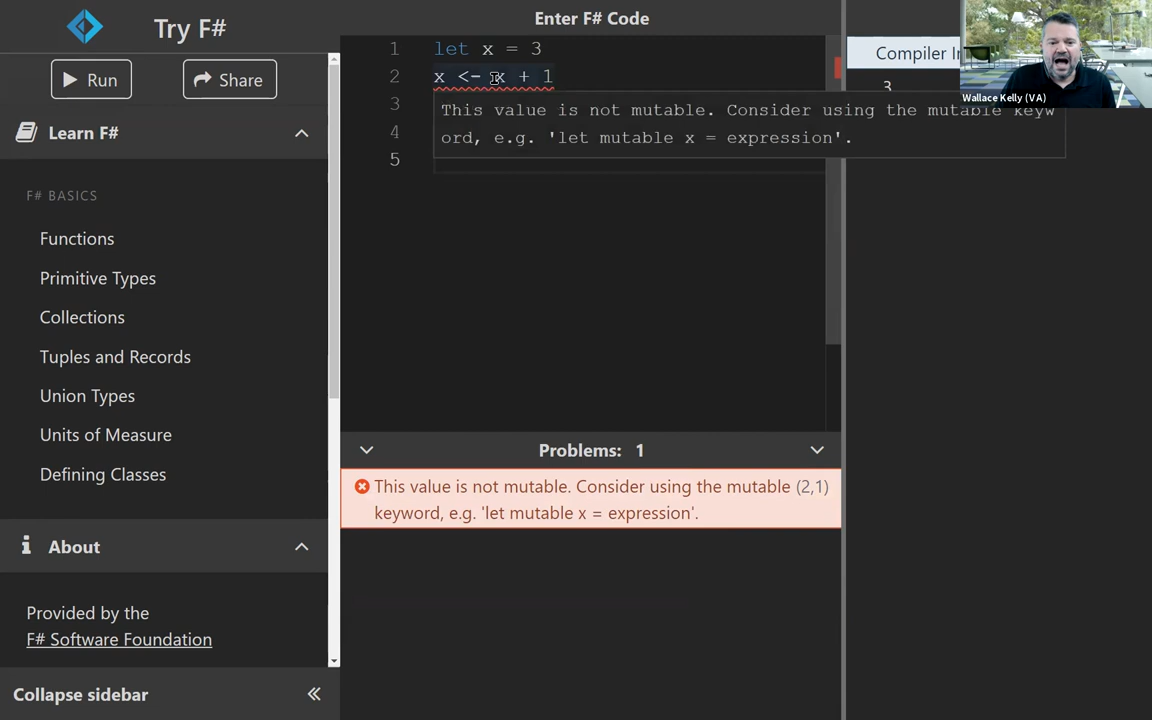 Try F#
Run
Share
Learn F#
F# BASICS
Functions
Primitive Types
Collections
Tuples and Records
Union Types
Units of Measure
Defining Classes
About
Provided by the
F# Software Foundation
Collapse sidebar
Enter F# Code
1 let x = 3
2 x <- x + 1
3
4
5
This value is not mutable. Consider using the mutable keyw
ord, e.g. 'let mutable x = expression'.
Problems: 1
This value is not mutable. Consider using the mutable (2,1)
keyword, e.g. 'let mutable x = expression'.
Compiler
3
Wallace Kelly (VA)